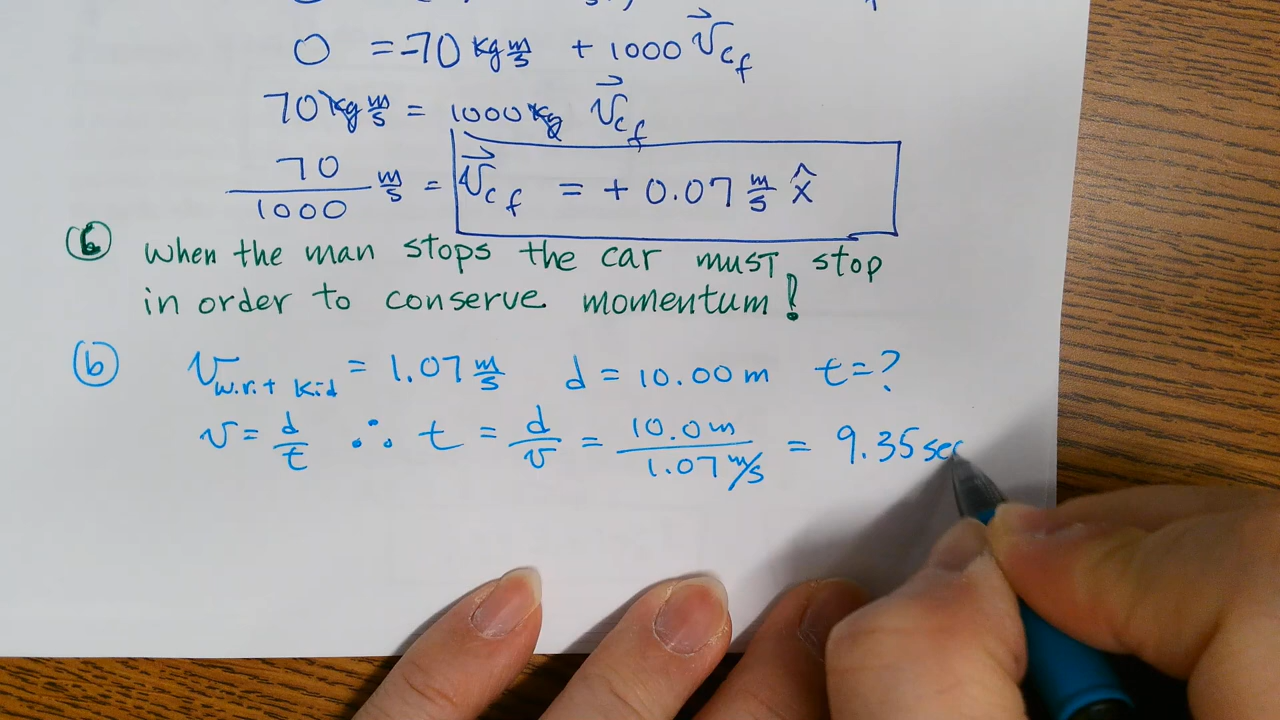 0 = -70 kg m/s + 1000 v⃗cf
70 kg m/s = 1000 kg v⃗cf
70/1000 m/s = v⃗cf = + 0.07 m/s x̂
ⓒ when the man stops the car must stop
in order to conserve momentum!
ⓑ vw.r.t kid = 1.07 m/s d = 10.00 m t = ?
v = d/t ∴ t = d/v = 10.0m/1.07 m/s = 9.35 sec